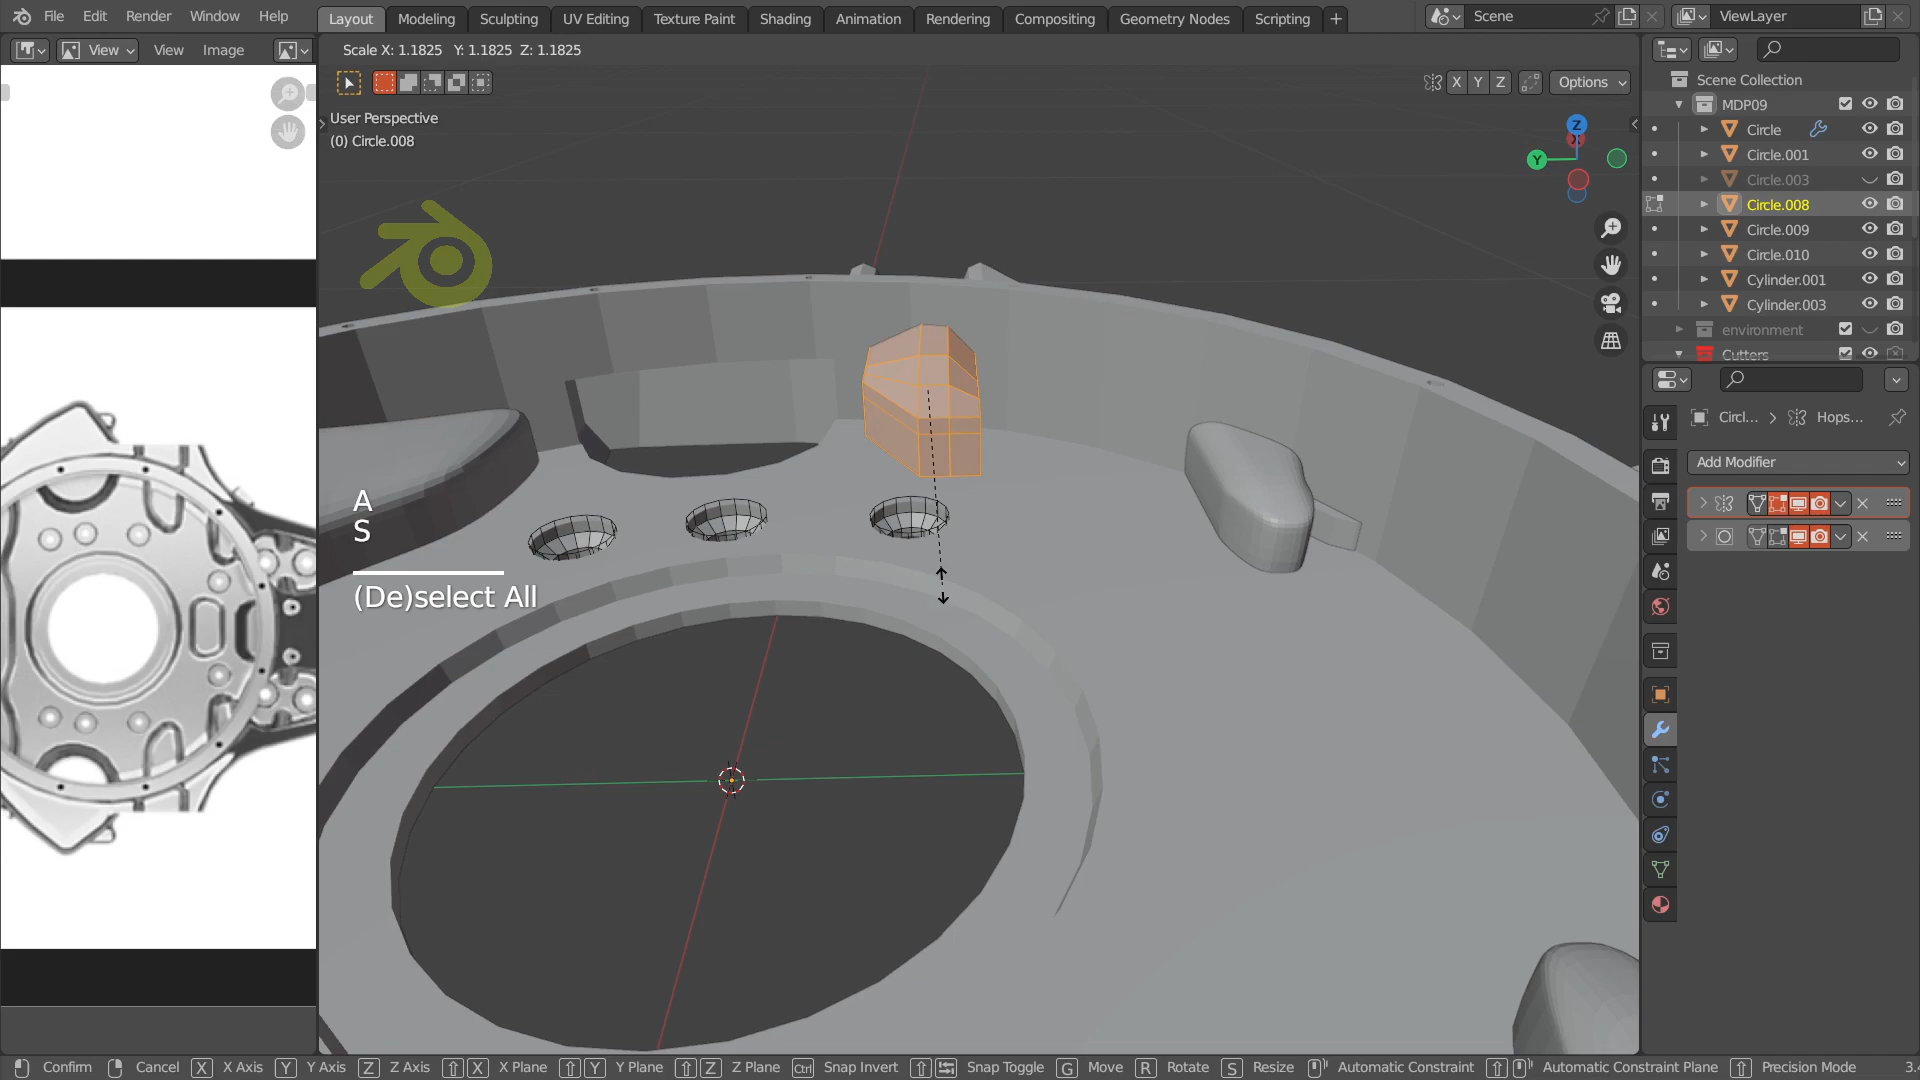 File Edit Render Window Help
Layout Modeling Sculpting UV Editing Texture Paint Shading Animation Rendering Compositing Geometry Nodes Scripting +
Scene
ViewLayer
View View Image
Scale X: 1.1825 Y: 1.1825 Z: 1.1825
X Y Z
Options
User Perspective
(0) Circle.008
Z
Y
X
Scene Collection
MDP09
Circle
Circle.001
Circle.003
Circle.008
Circle.009
Circle.010
Cylinder.001
Cylinder.003
environment
Cutters
Circl... > Hops...
Add Modifier
A
S
(De)select All
Confirm Cancel X X Axis Y Y Axis Z Z Axis X X Plane Y Y Plane Z Z Plane Ctrl Snap Invert Snap Toggle G Move R Rotate S Resize Automatic Constraint Automatic Constraint Plane Precision Mode 3.